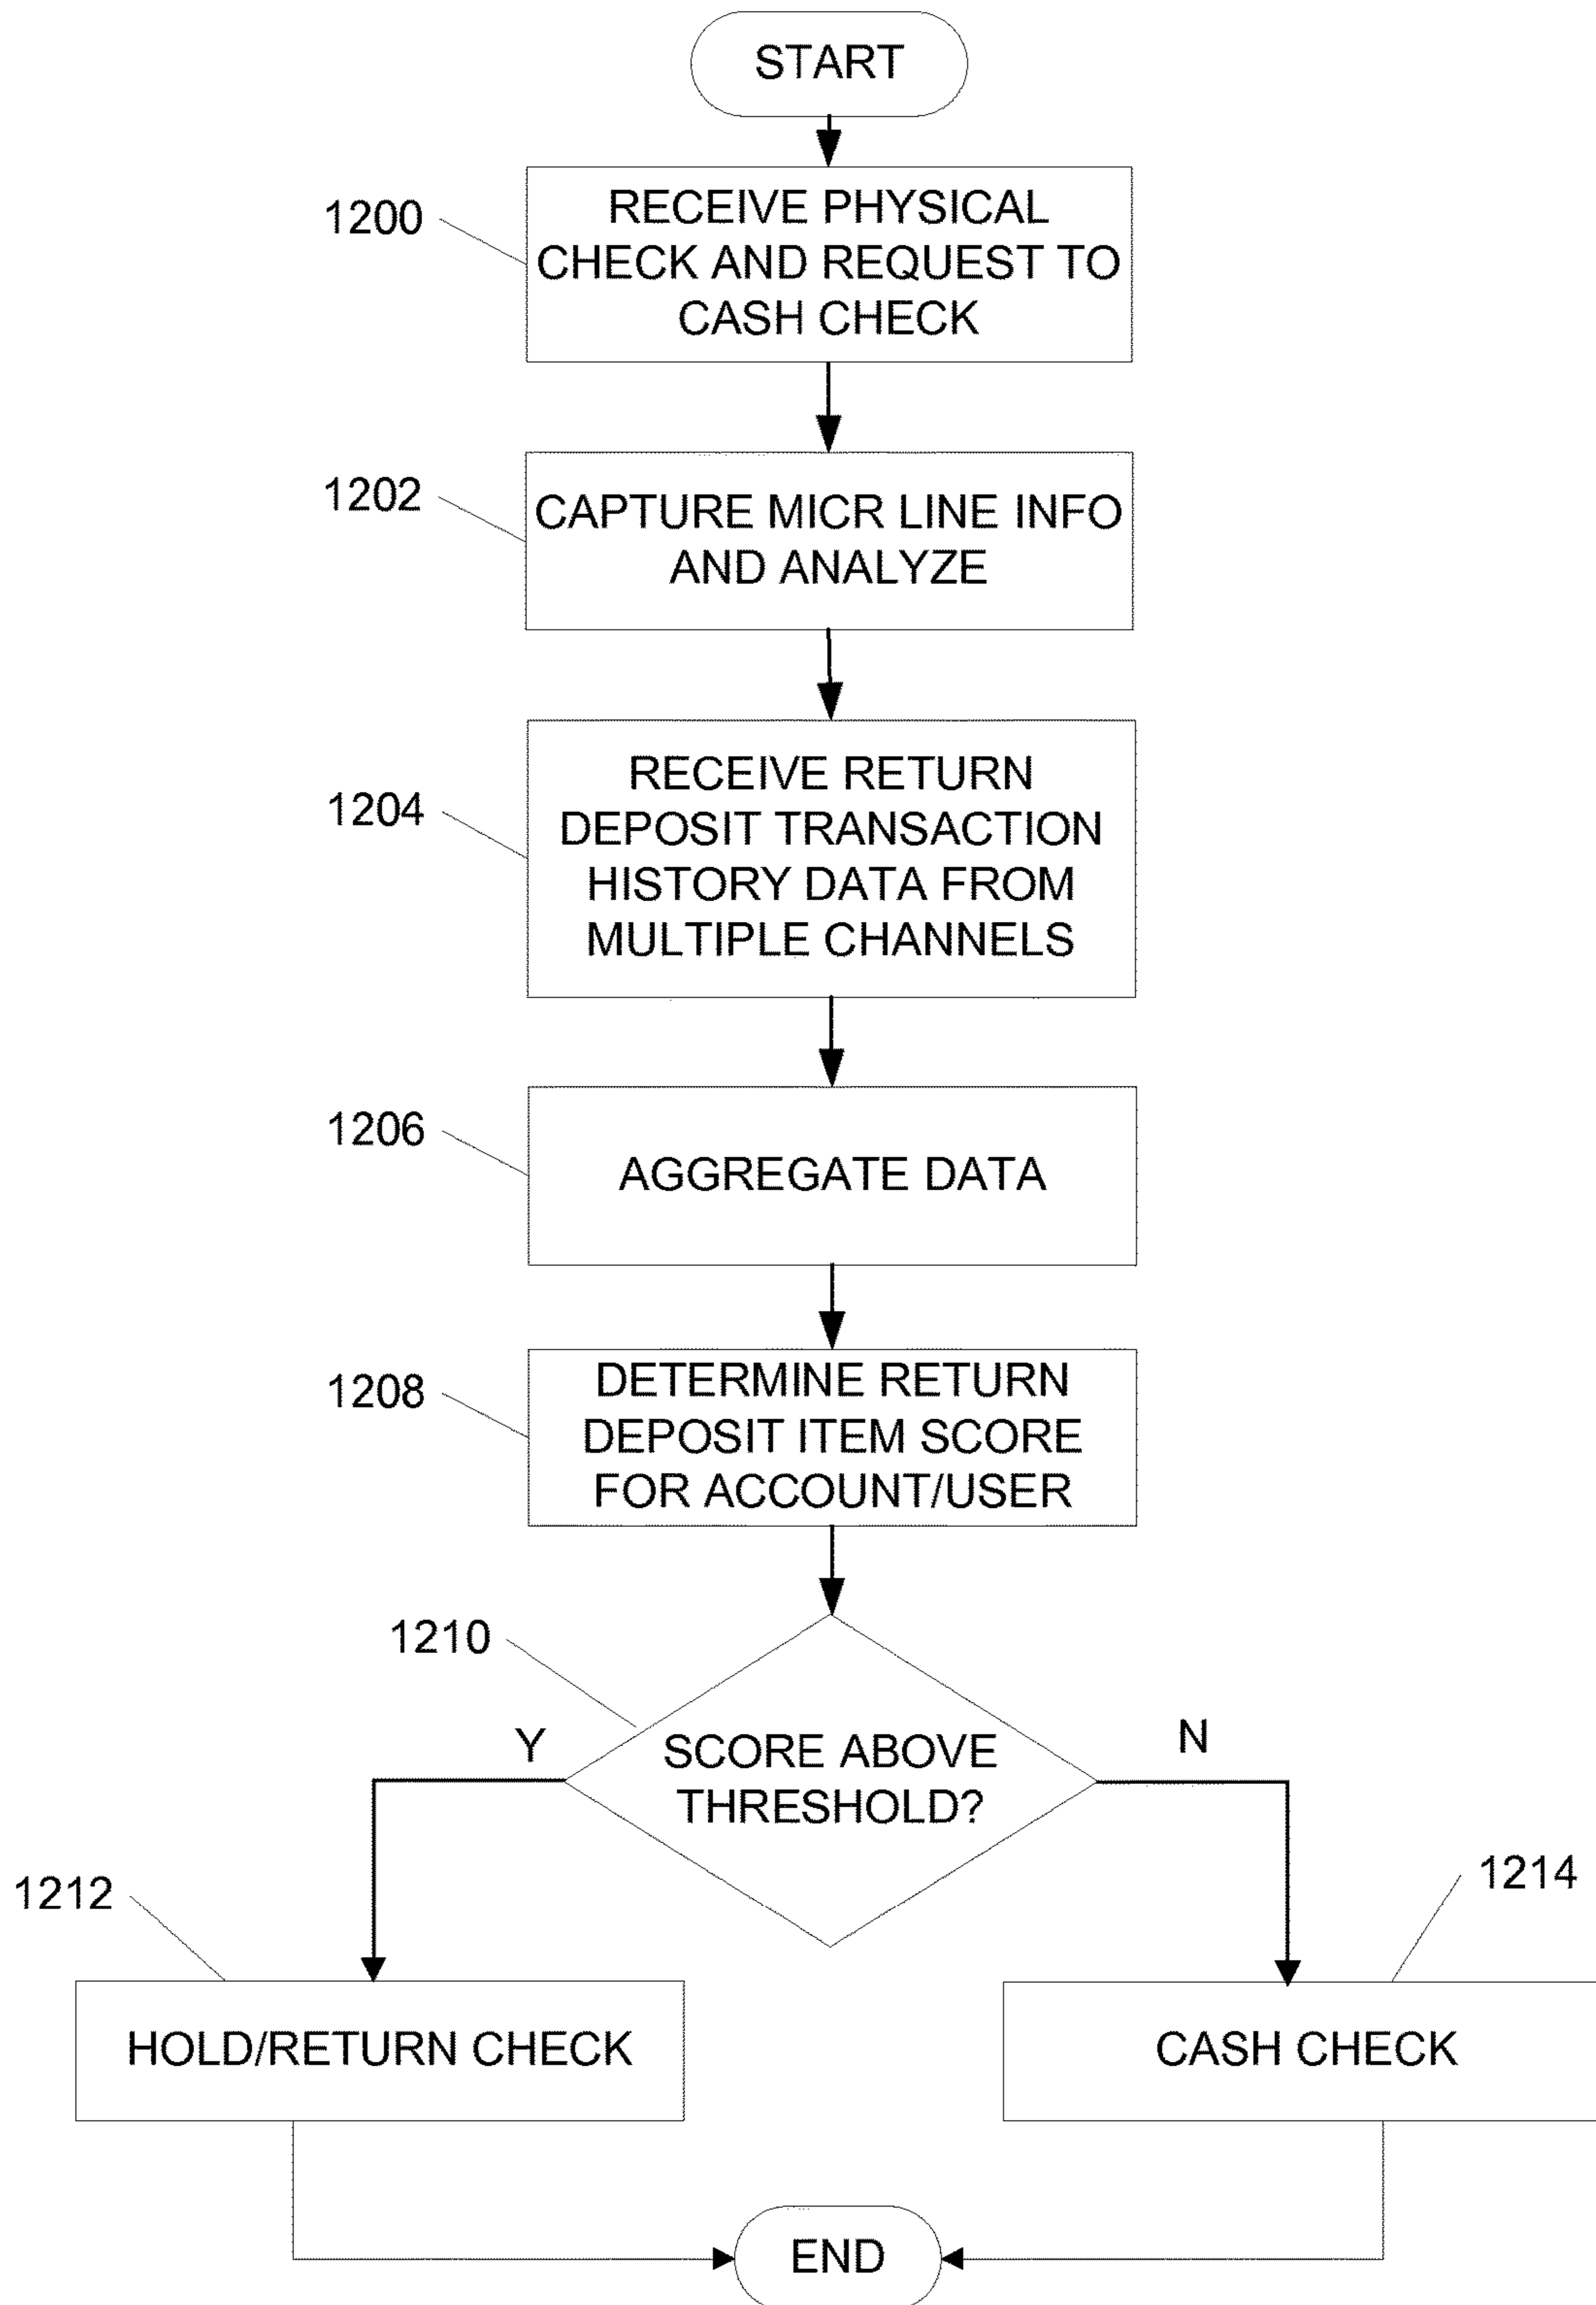 START
1200
RECEIVE PHYSICAL
CHECK AND REQUEST TO
CASH CHECK
1202
CAPTURE MICR LINE INFO
AND ANALYZE
1204
RECEIVE RETURN
DEPOSIT TRANSACTION
HISTORY DATA FROM
MULTIPLE CHANNELS
1206
AGGREGATE DATA
1208
DETERMINE RETURN
DEPOSIT ITEM SCORE
FOR ACCOUNT/USER
1210
SCORE ABOVE
THRESHOLD?
Y
N
1212
HOLD/RETURN CHECK
1214
CASH CHECK
END